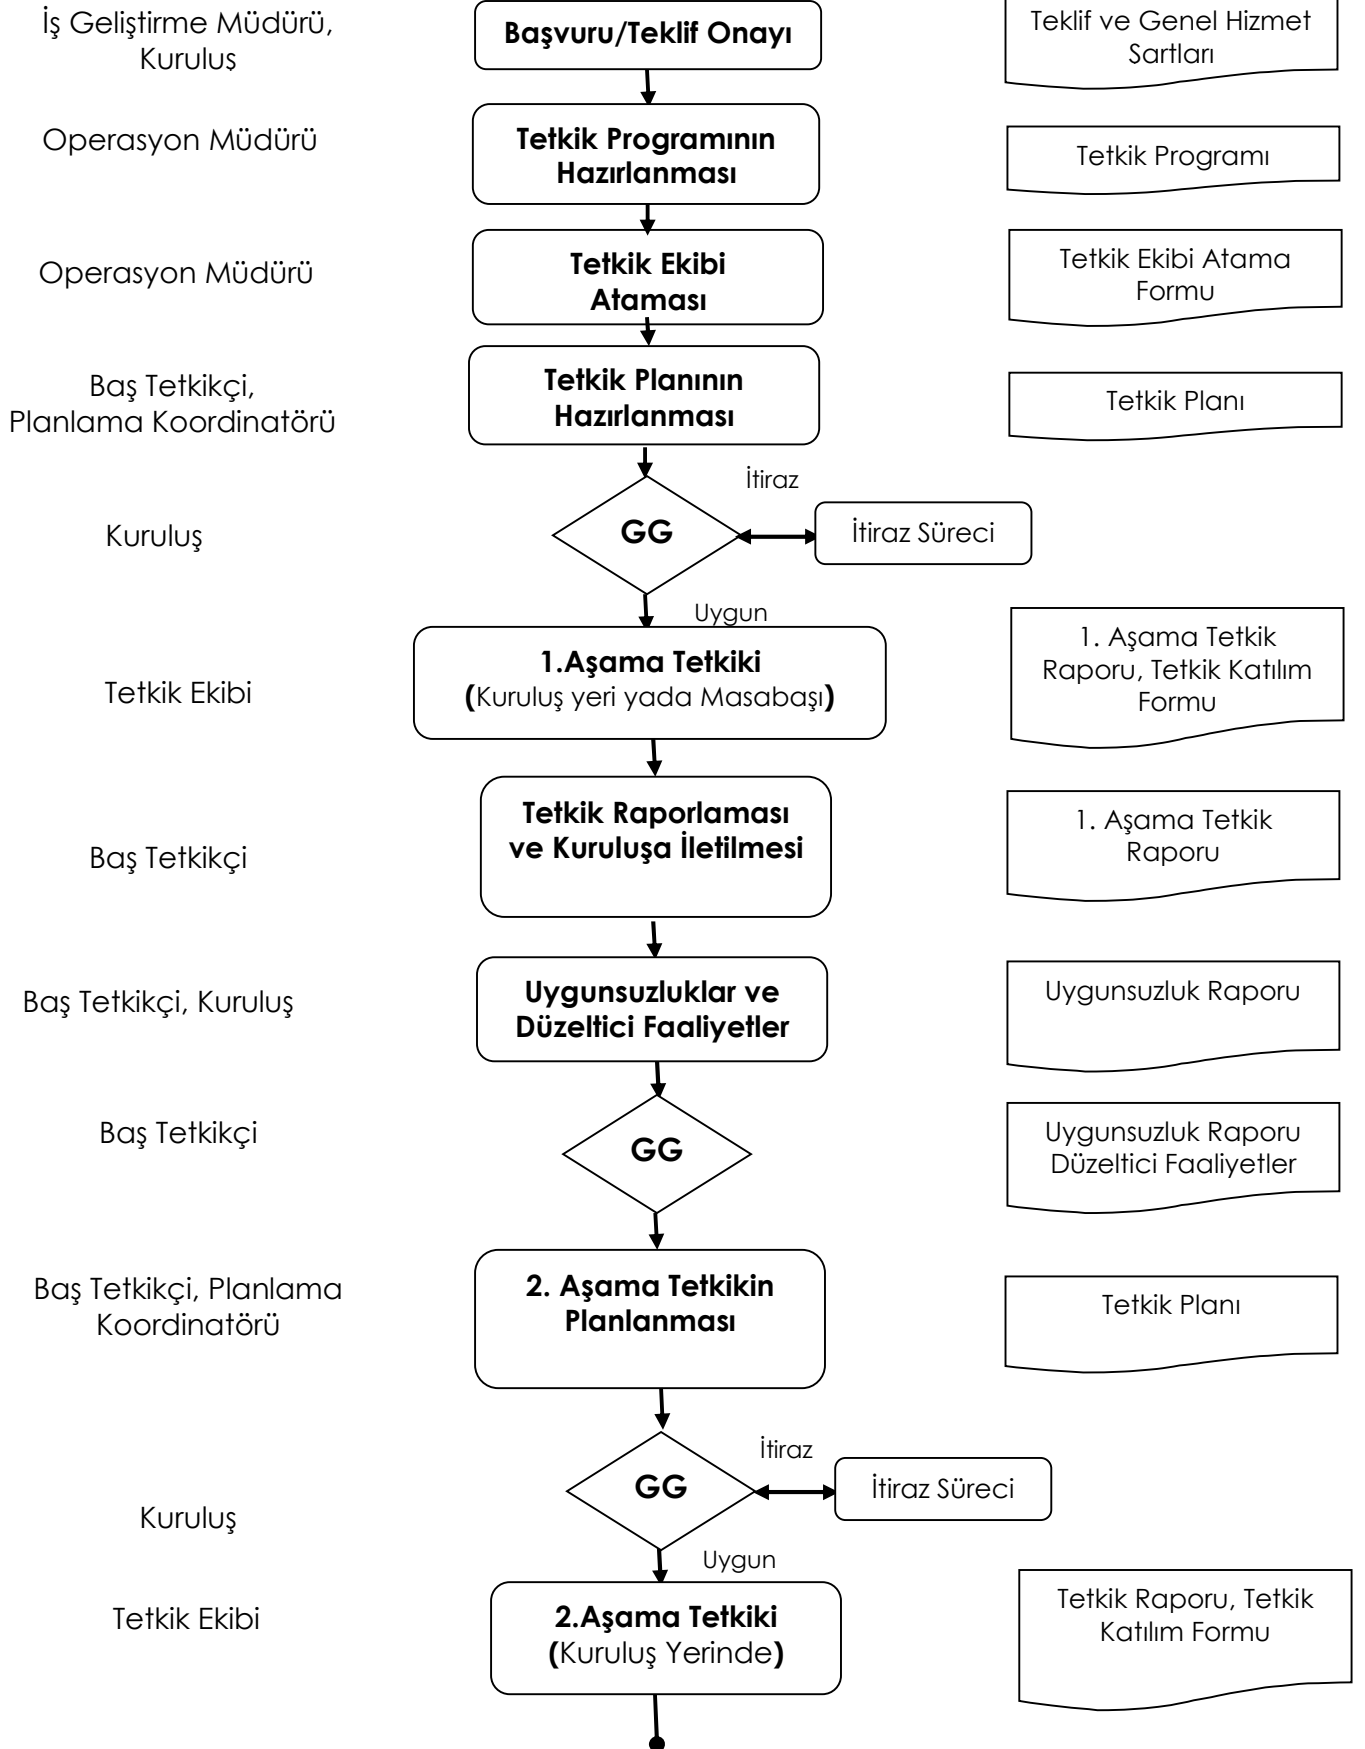 İş Geliştirme Müdürü,
Kuruluş
Başvuru/Teklif Onayı
Teklif ve Genel Hizmet
Sartları
Operasyon Müdürü
Tetkik Programının
Hazırlanması
Tetkik Programı
Operasyon Müdürü
Tetkik Ekibi
Ataması
Tetkik Ekibi Atama
Formu
Baş Tetkikçi,
Planlama Koordinatörü
Tetkik Planının
Hazırlanması
Tetkik Planı
Kuruluş
GG
İtiraz
İtiraz Süreci
Uygun
Tetkik Ekibi
1.Aşama Tetkiki
(Kuruluş yeri yada Masabaşı)
1. Aşama Tetkik
Raporu, Tetkik Katılım
Formu
Baş Tetkikçi
Tetkik Raporlaması
ve Kuruluşa İletilmesi
1. Aşama Tetkik
Raporu
Baş Tetkikçi, Kuruluş
Uygunsuzluklar ve
Düzeltici Faaliyetler
Uygunsuzluk Raporu
Baş Tetkikçi
GG
Uygunsuzluk Raporu
Düzeltici Faaliyetler
Baş Tetkikçi, Planlama
Koordinatörü
2. Aşama Tetkikin
Planlanması
Tetkik Planı
Kuruluş
GG
İtiraz
İtiraz Süreci
Uygun
Tetkik Ekibi
2.Aşama Tetkiki
(Kuruluş Yerinde)
Tetkik Raporu, Tetkik
Katılım Formu